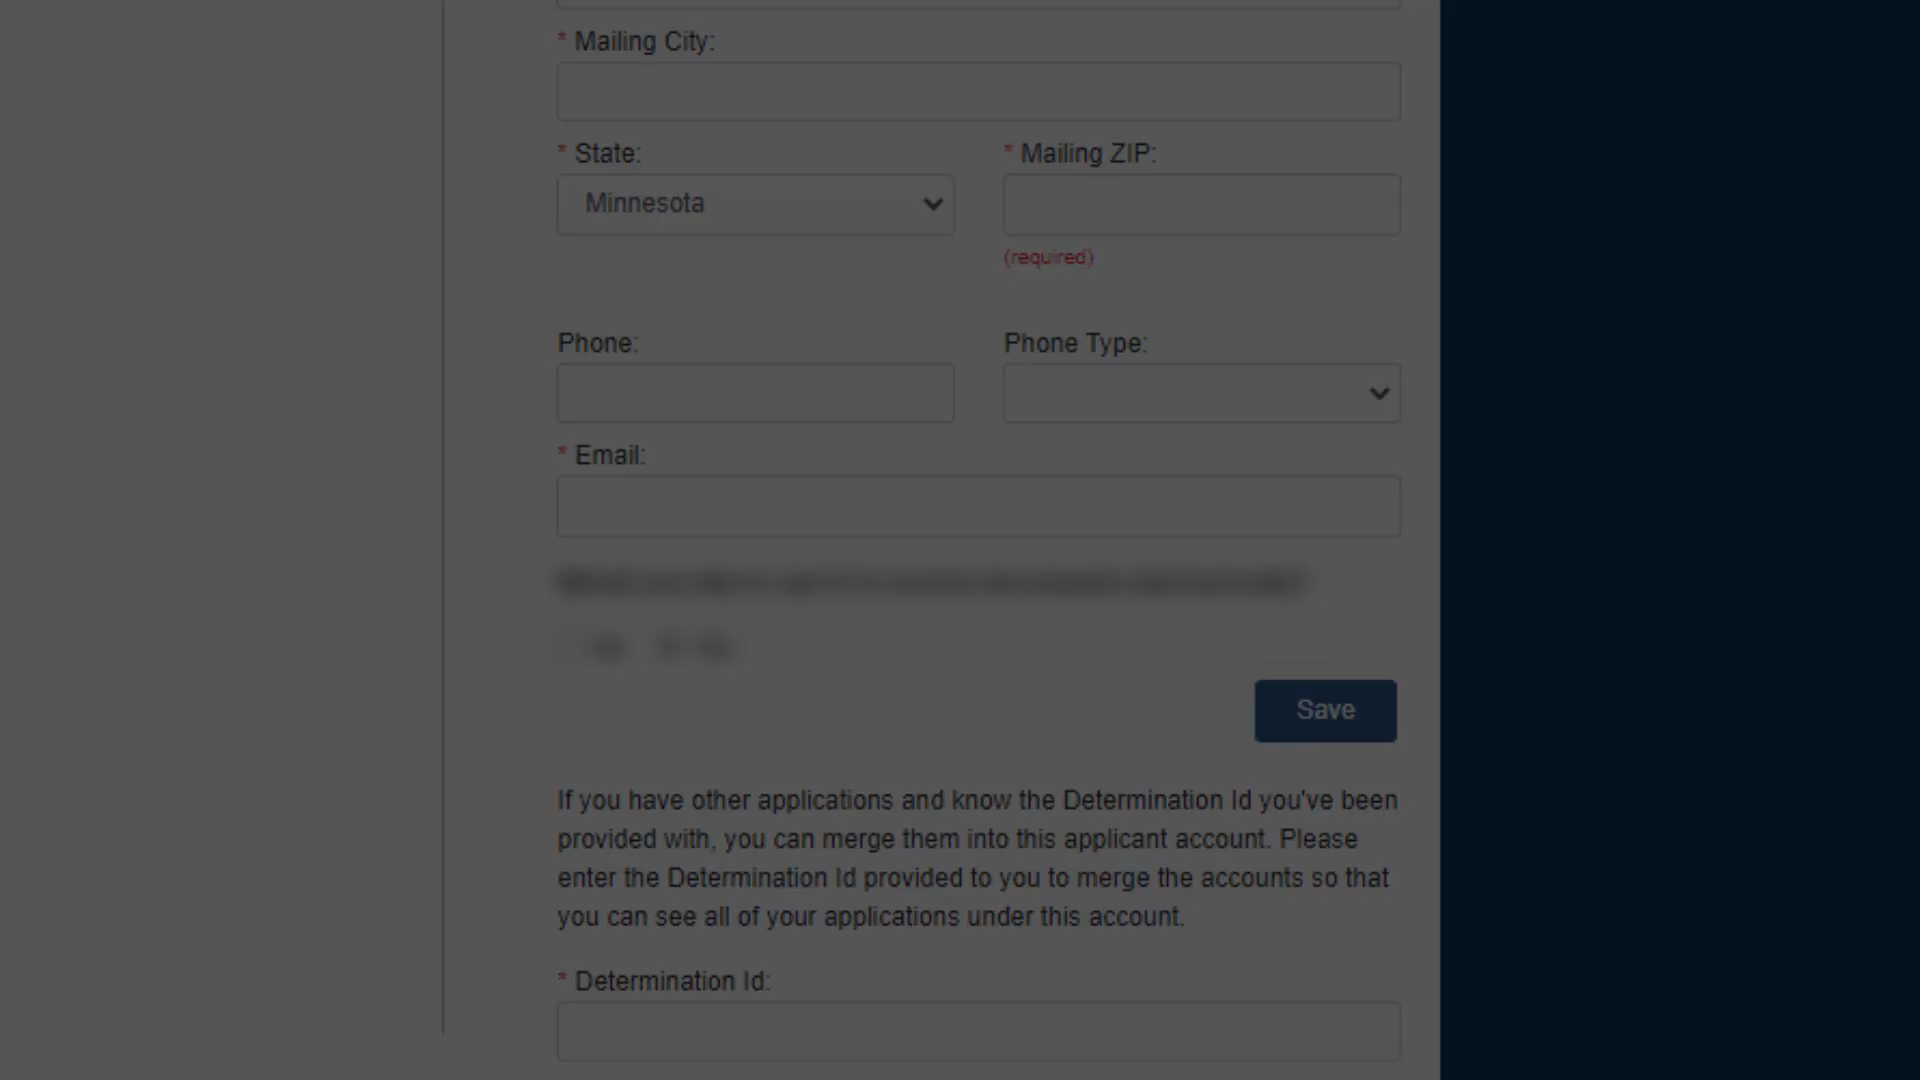 * Mailing City:
* State: * Mailing ZIP:
Minnesota
(required)
Phone: Phone Type:
* Email:
Save
If you have other applications and know the Determination Id you've been
provided with, you can merge them into this applicant account. Please
enter the Determination Id provided to you to merge the accounts so that
you can see all of your applications under this account.
* Determination Id: